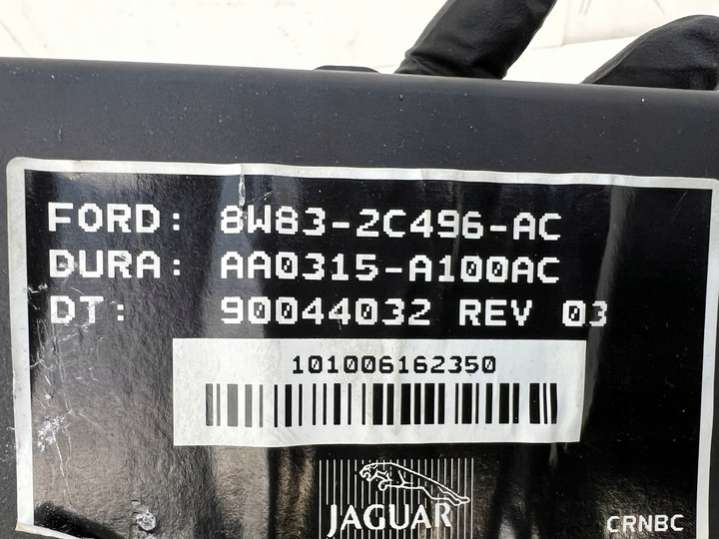 FORD: 8W83-2C496-AC
DURA: AA0315-A100AC
DT: 90044032 REV 03
101006162350
JAGUAR
CRNBC